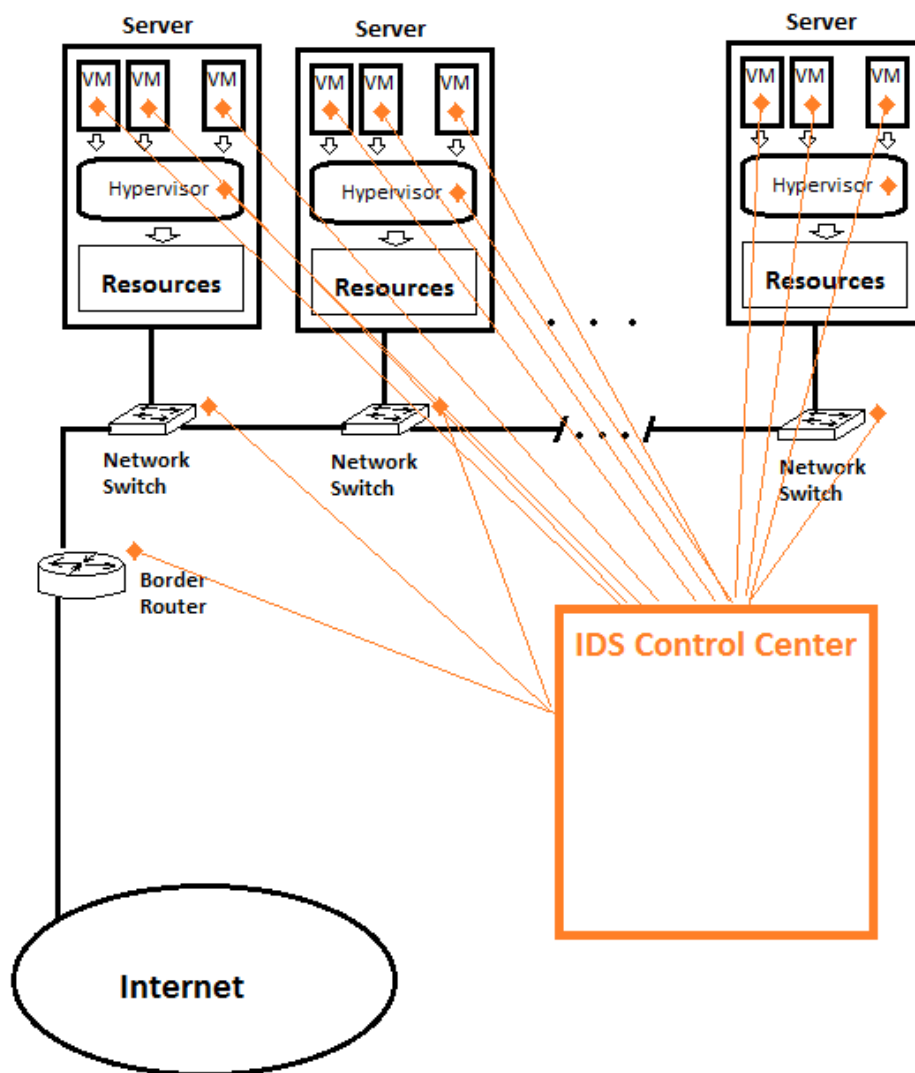 Server
Server
Server
VM
VM
VM
VM
VM
VM
VM
VM
VM
Hypervisor
Hypervisor
Hypervisor
Resources
Resources
Resources
Network
Switch
Network
Switch
Network
Switch
Border
Router
IDS Control Center
Internet